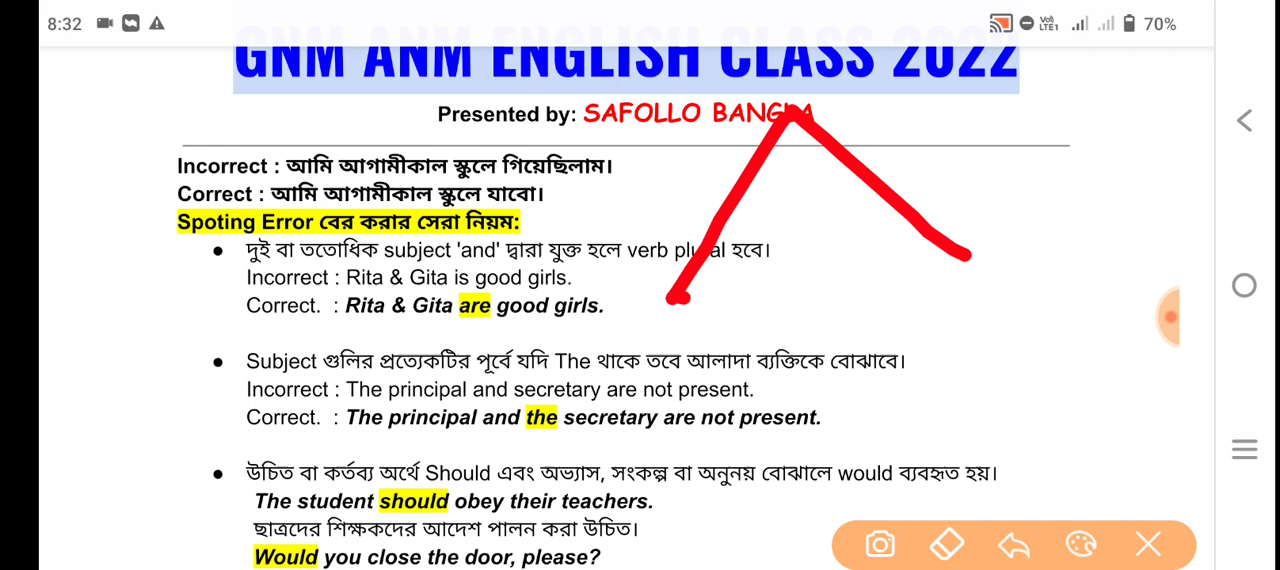 8:32 Vo) LTE1 70%
GNM ANM ENGLISH CLASS 2022
Presented by: SAFOLLO BANGLA
Incorrect : আমি আগামীকাল স্কুলে গিয়েছিলাম।
Correct : আমি আগামীকাল স্কুলে যাবো।
Spoting Error বের করার সেরা নিয়ম:
● দুই বা ততোধিক subject 'and' দ্বারা যুক্ত হলে verb plural হবে।
Incorrect : Rita & Gita is good girls.
Correct. : Rita & Gita are good girls.
● Subject গুলির প্রত্যেকটির পূর্বে যদি The থাকে তবে আলাদা ব্যক্তিকে বোঝাবে।
Incorrect : The principal and secretary are not present.
Correct. : The principal and the secretary are not present.
● উচিত বা কর্তব্য অর্থে Should এবং অভ্যাস, সংকল্প বা অনুনয় বোঝালে would ব্যবহৃত হয়।
The student should obey their teachers.
ছাত্রদের শিক্ষকদের আদেশ পালন করা উচিত।
Would you close the door, please?